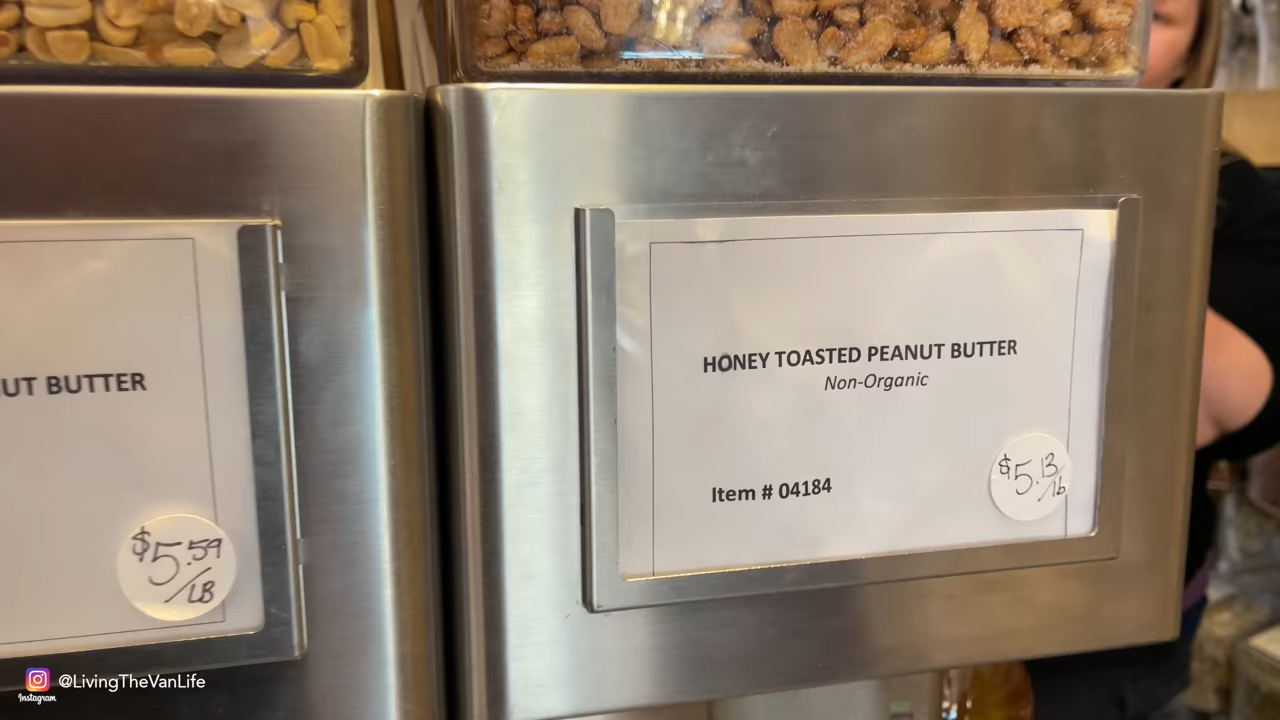 UT BUTTER
$5.59
/LB
HONEY TOASTED PEANUT BUTTER
Non-Organic
Item # 04184
$5.13
/lb
@LivingTheVanLife
Instagram